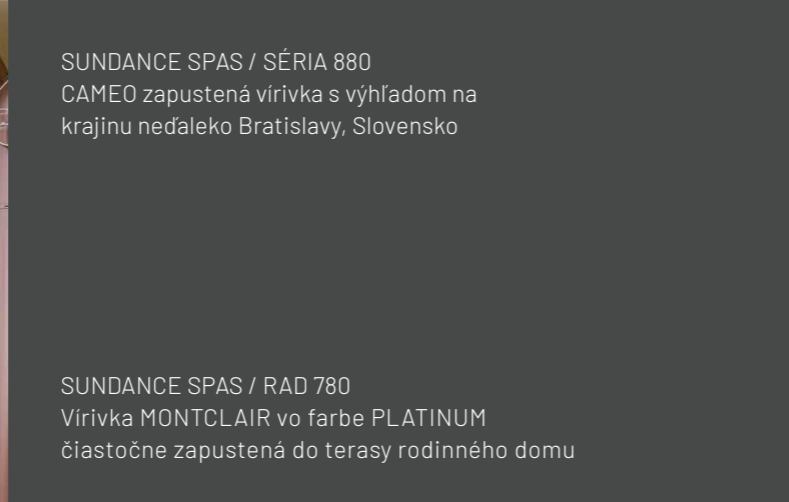 SUNDANCE SPAS / SÉRIA 880
CAMEO zapustená vírivka s výhľadom na
krajinu neďaleko Bratislavy, Slovensko
SUNDANCE SPAS / RAD 780
Vírivka MONTCLAIR vo farbe PLATINUM
čiastočne zapustená do terasy rodinného domu